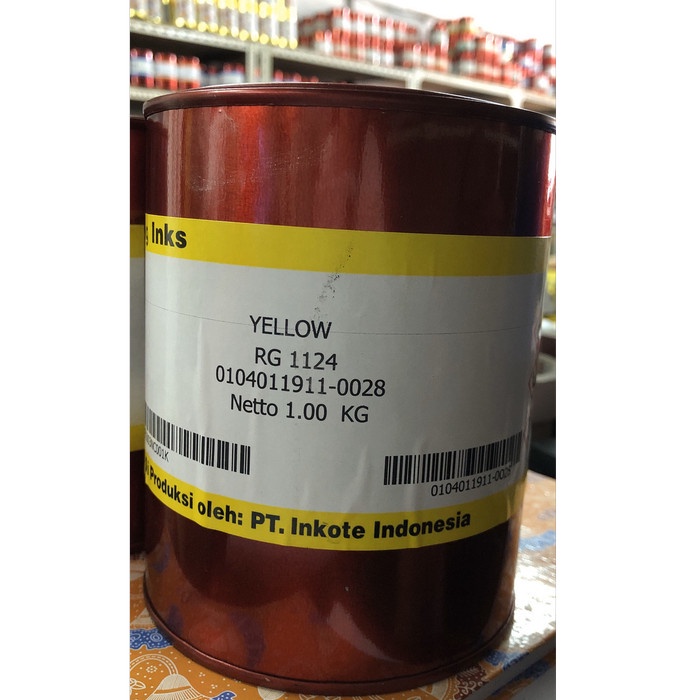 Inks
YELLOW
RG 1124
0104011911-0028
Netto 1.00 KG
0104011911-0028
Produksi oleh: PT. Inkote Indonesia